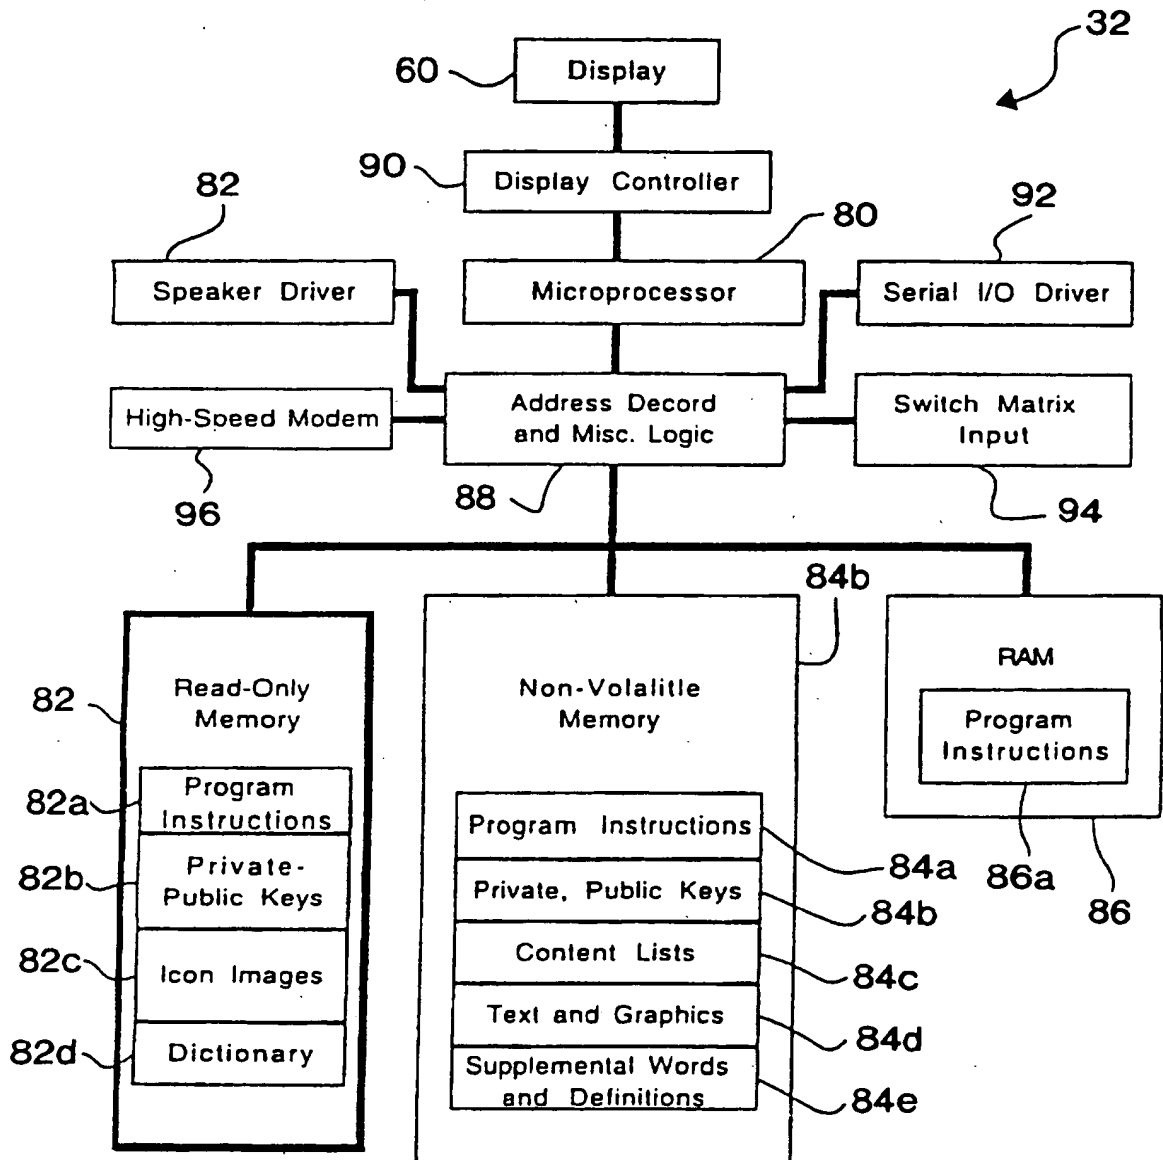 32
60
Display
90
Display Controller
82
80
92
Speaker Driver
Microprocessor
Serial I/O Driver
High-Speed Modem
Address Decord
and Misc. Logic
Switch Matrix
Input
96
88
94
84b
82
Read-Only
Memory
Non-Volalitle
Memory
RAM
Program
Instructions
82a
Program
Instructions
82b
Private-
Public Keys
82c
Icon Images
82d
Dictionary
Program Instructions
84a
Private, Public Keys
84b
Content Lists
84c
Text and Graphics
84d
Supplemental Words
and Definitions
84e
86a
86